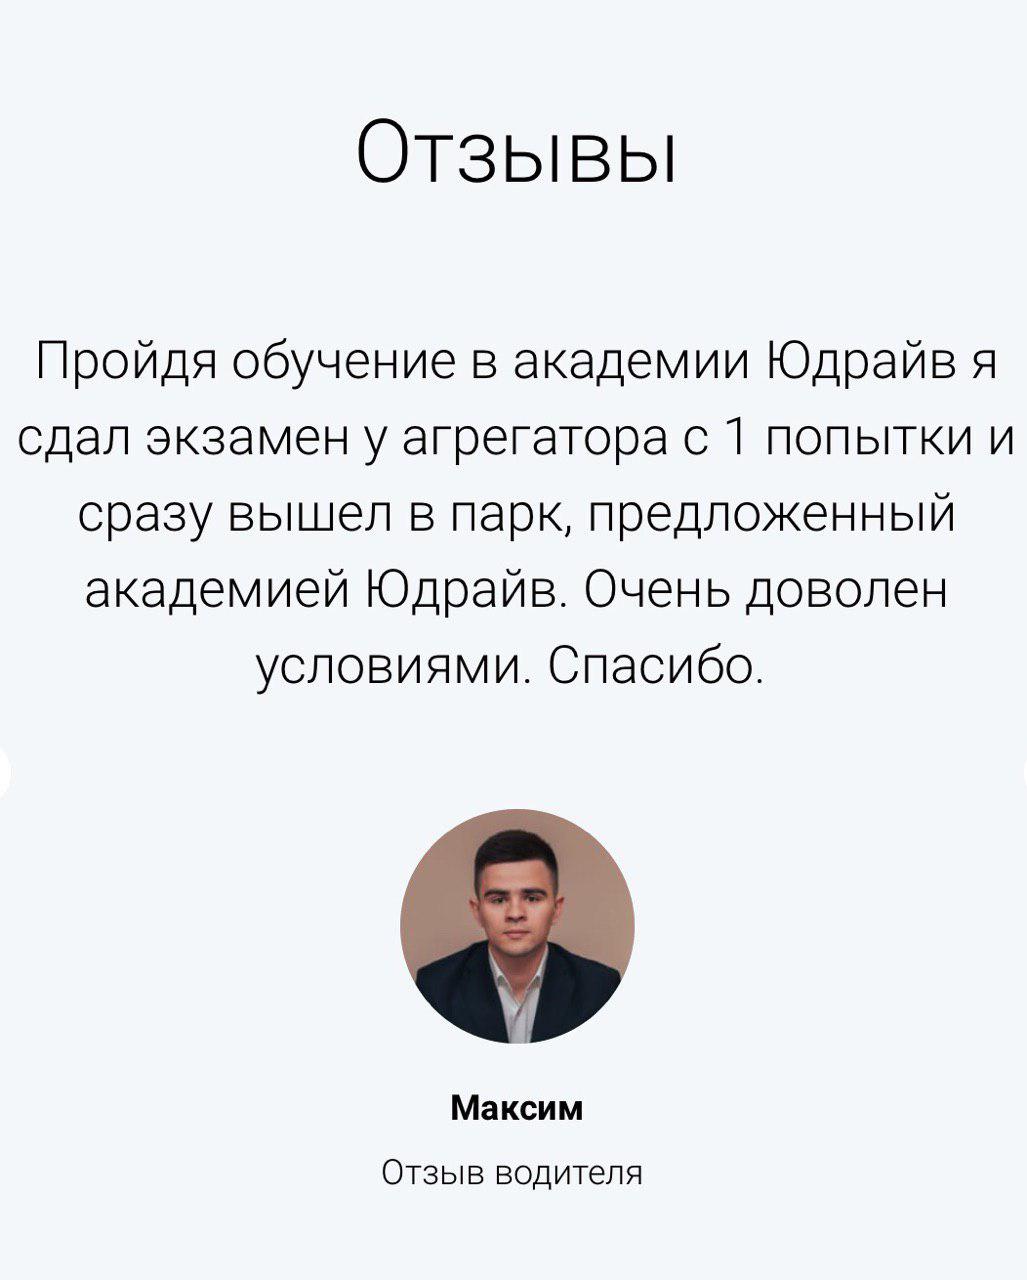 Отзывы
Пройдя обучение в академии Юдрайв я
сдал экзамен у агрегатора с 1 попытки и
сразу вышел в парк, предложенный
академией Юдрайв. Очень доволен
условиями. Спасибо.
Максим
Отзыв водителя